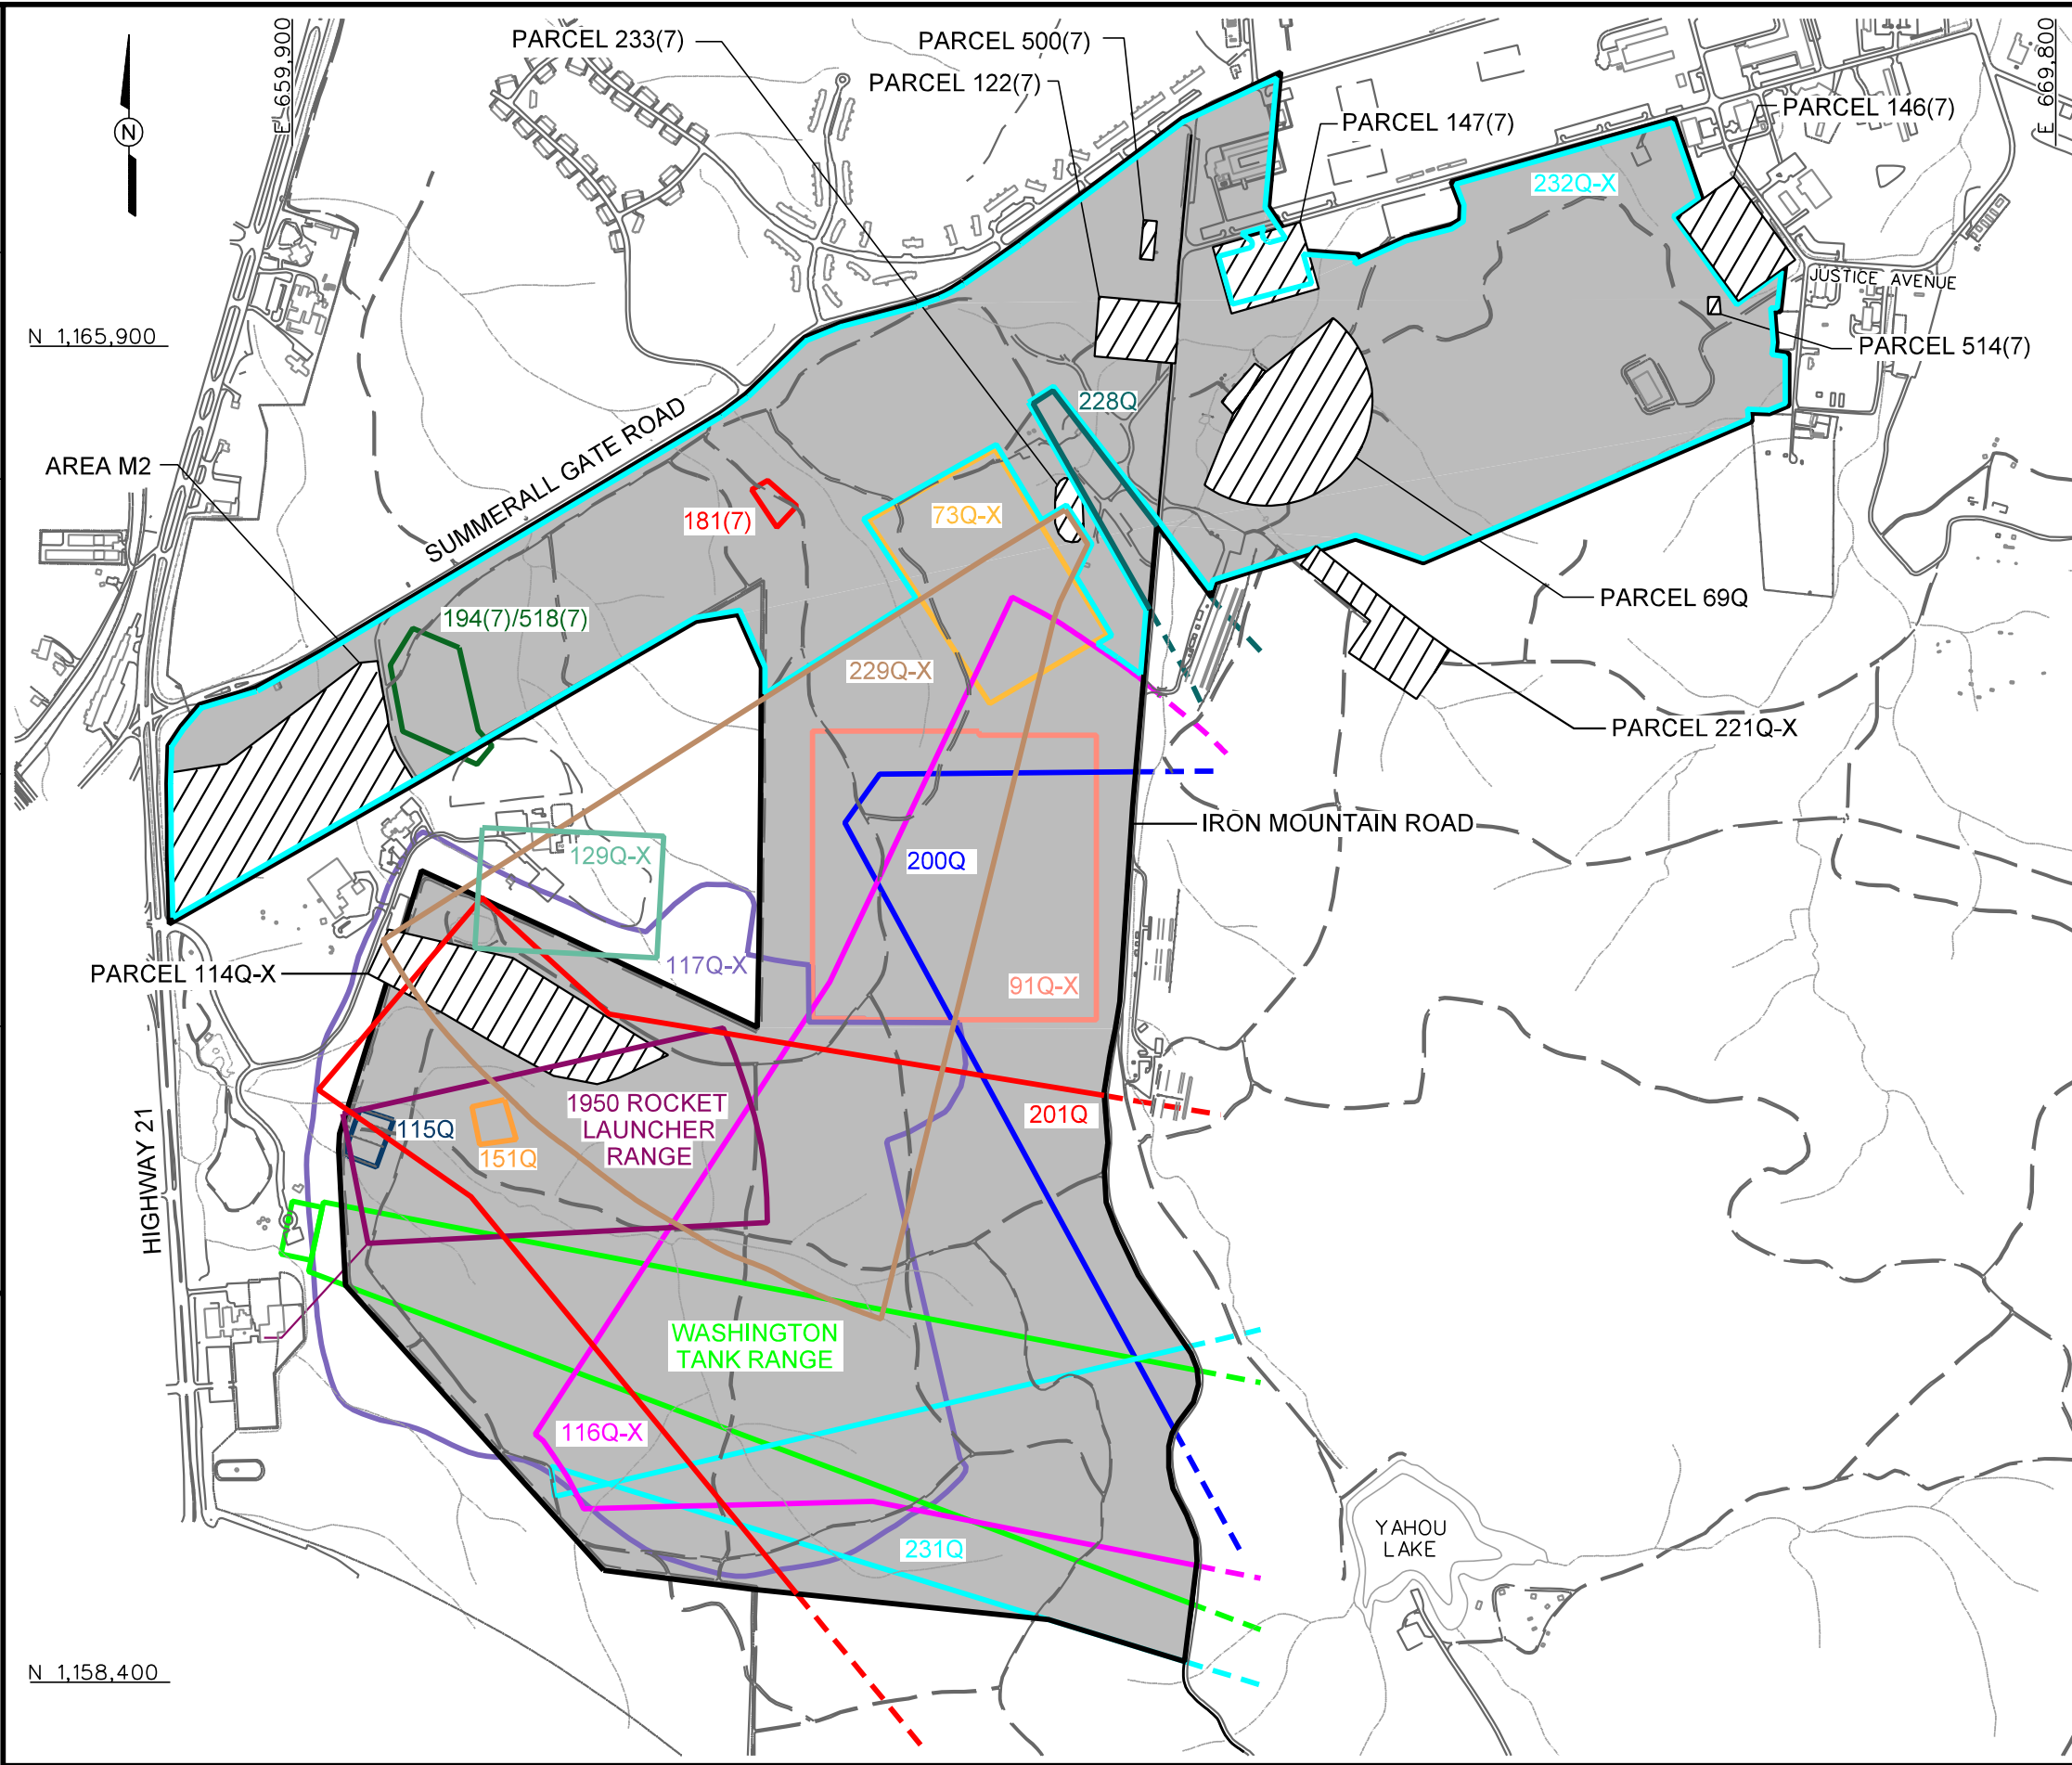 PARCEL 233(7)
PARCEL 500(7)
PARCEL 122(7)
PARCEL 147(7)
PARCEL 146(7)
E 659,900
E 669,800
N
232Q-X
JUSTICE AVENUE
N 1,165,900
PARCEL 514(7)
228Q
SUMMERALL GATE ROAD
AREA M2
181(7)
73Q-X
PARCEL 69Q
194(7)/518(7)
229Q-X
PARCEL 221Q-X
IRON MOUNTAIN ROAD
129Q-X
200Q
117Q-X
PARCEL 114Q-X
91Q-X
1950 ROCKET
LAUNCHER
RANGE
201Q
115Q
151Q
HIGHWAY 21
WASHINGTON
TANK RANGE
116Q-X
231Q
YAHOU
LAKE
N 1,158,400